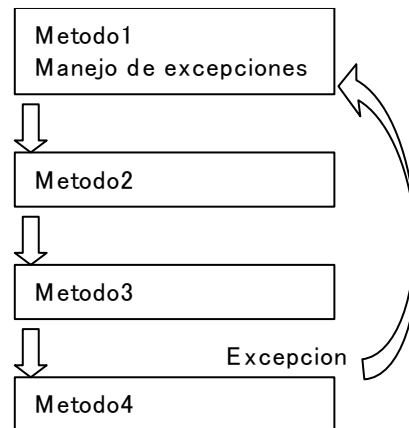 Metodo1
Manejo de excepciones
Metodo2
Metodo3
Excepcion
Metodo4